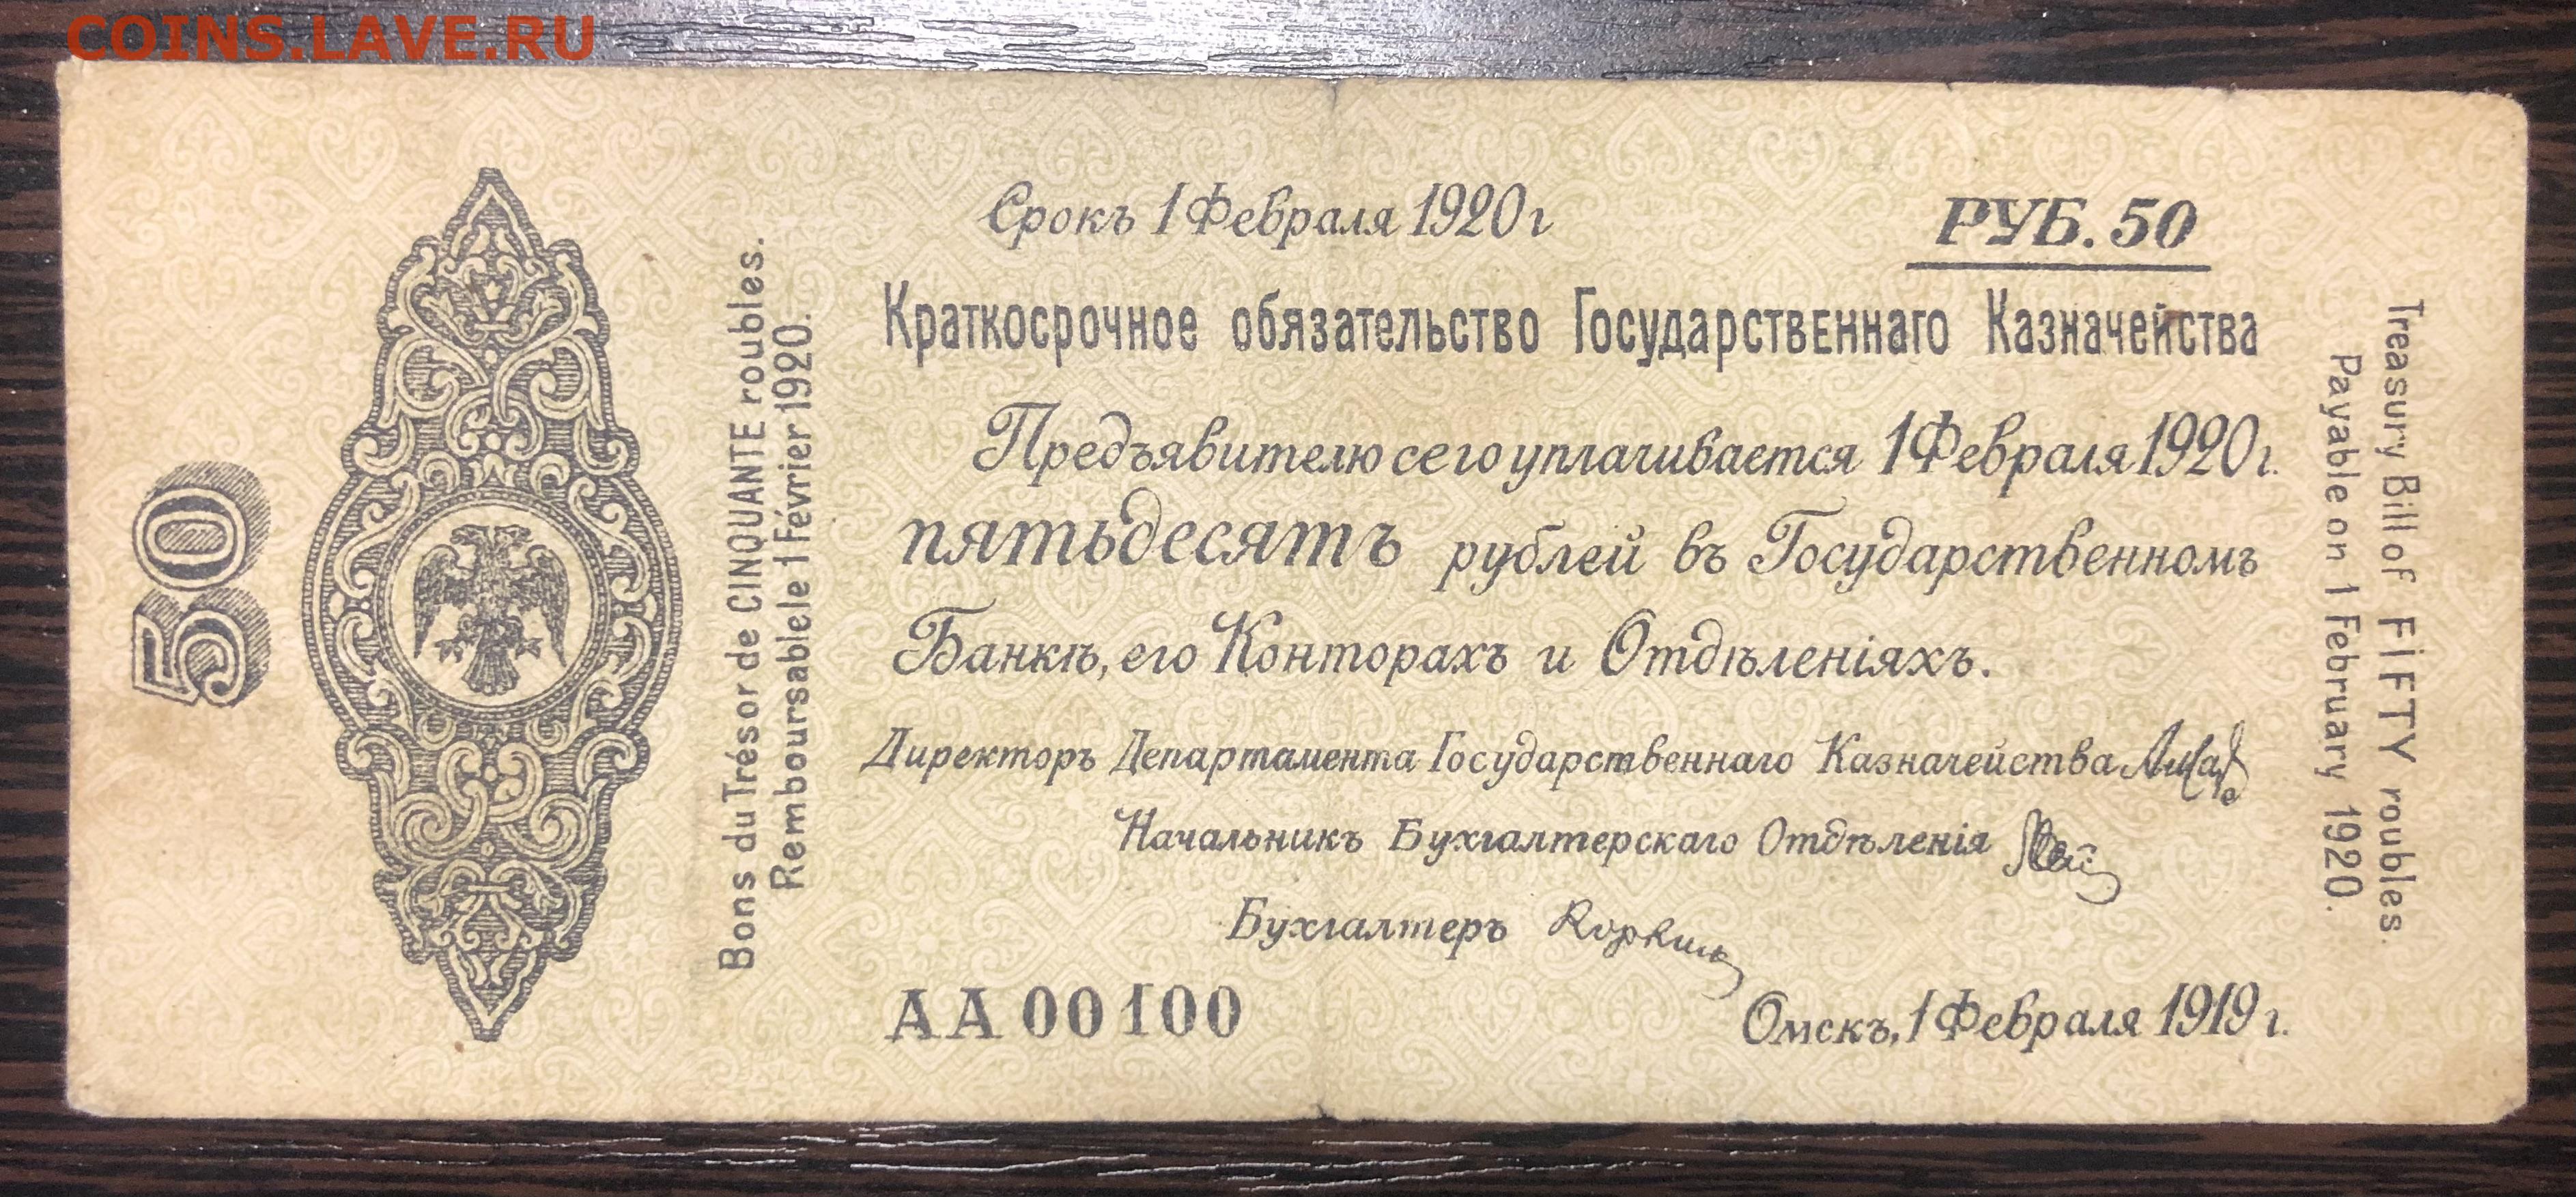 COINS.LAVE.RU
50
Bons du Trésor de CINQUANTE roubles.
Remboursablele 1 Février 1920.
Срокъ 1 Февраля 1920 г
РУБ. 50
Краткосрочное обязательство Государственнаго Казначейства
Предъявителю сего уплачивается 1 Февраля 1920 г.
пятьдесятъ рублей въ Государственномъ
Банкѣ, его Конторахъ и Отдѣленіяхъ.
Директоръ Департамента Государственнаго Казначейства
Начальникъ Бухгалтерскаго Отдѣленія
Бухгалтеръ Коркинъ
АА 00100
Омскъ, 1 Февраля 1919 г.
Treasury Bill of FiFTY roubles.
Payable on 1 February 1920.